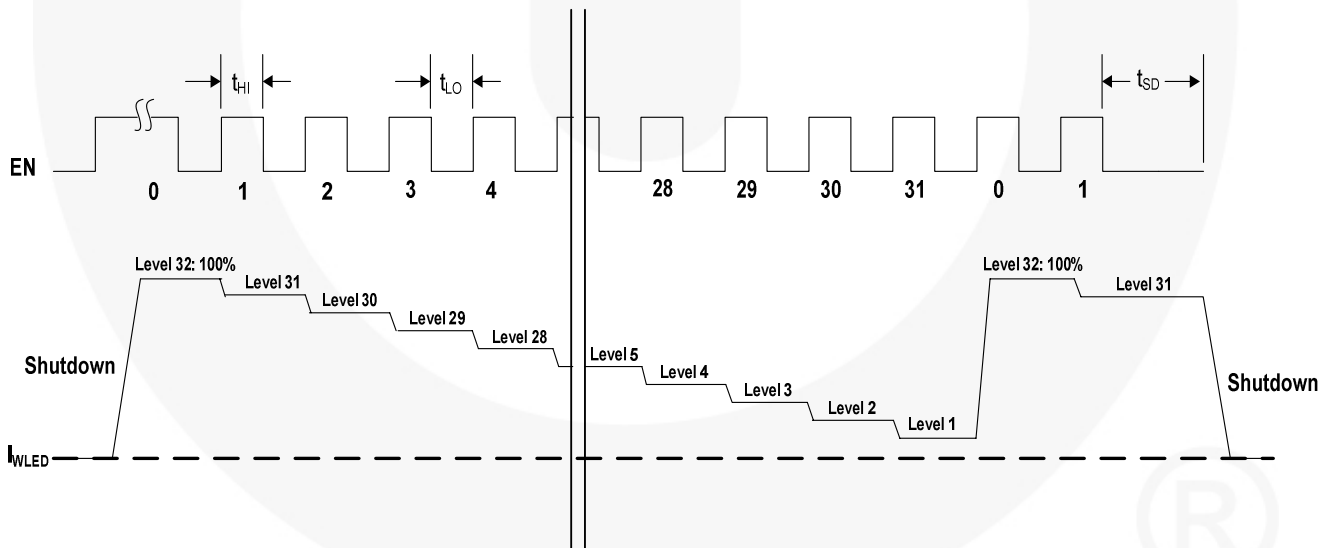 tHI
tLO
tSD
EN
0 1 2 3 4 28 29 30 31 0 1
Level 32: 100%
Level 31
Level 30
Level 29
Level 28
Level 5
Level 4
Level 3
Level 2
Level 1
Level 32: 100%
Level 31
Shutdown
Shutdown
IWLED
®